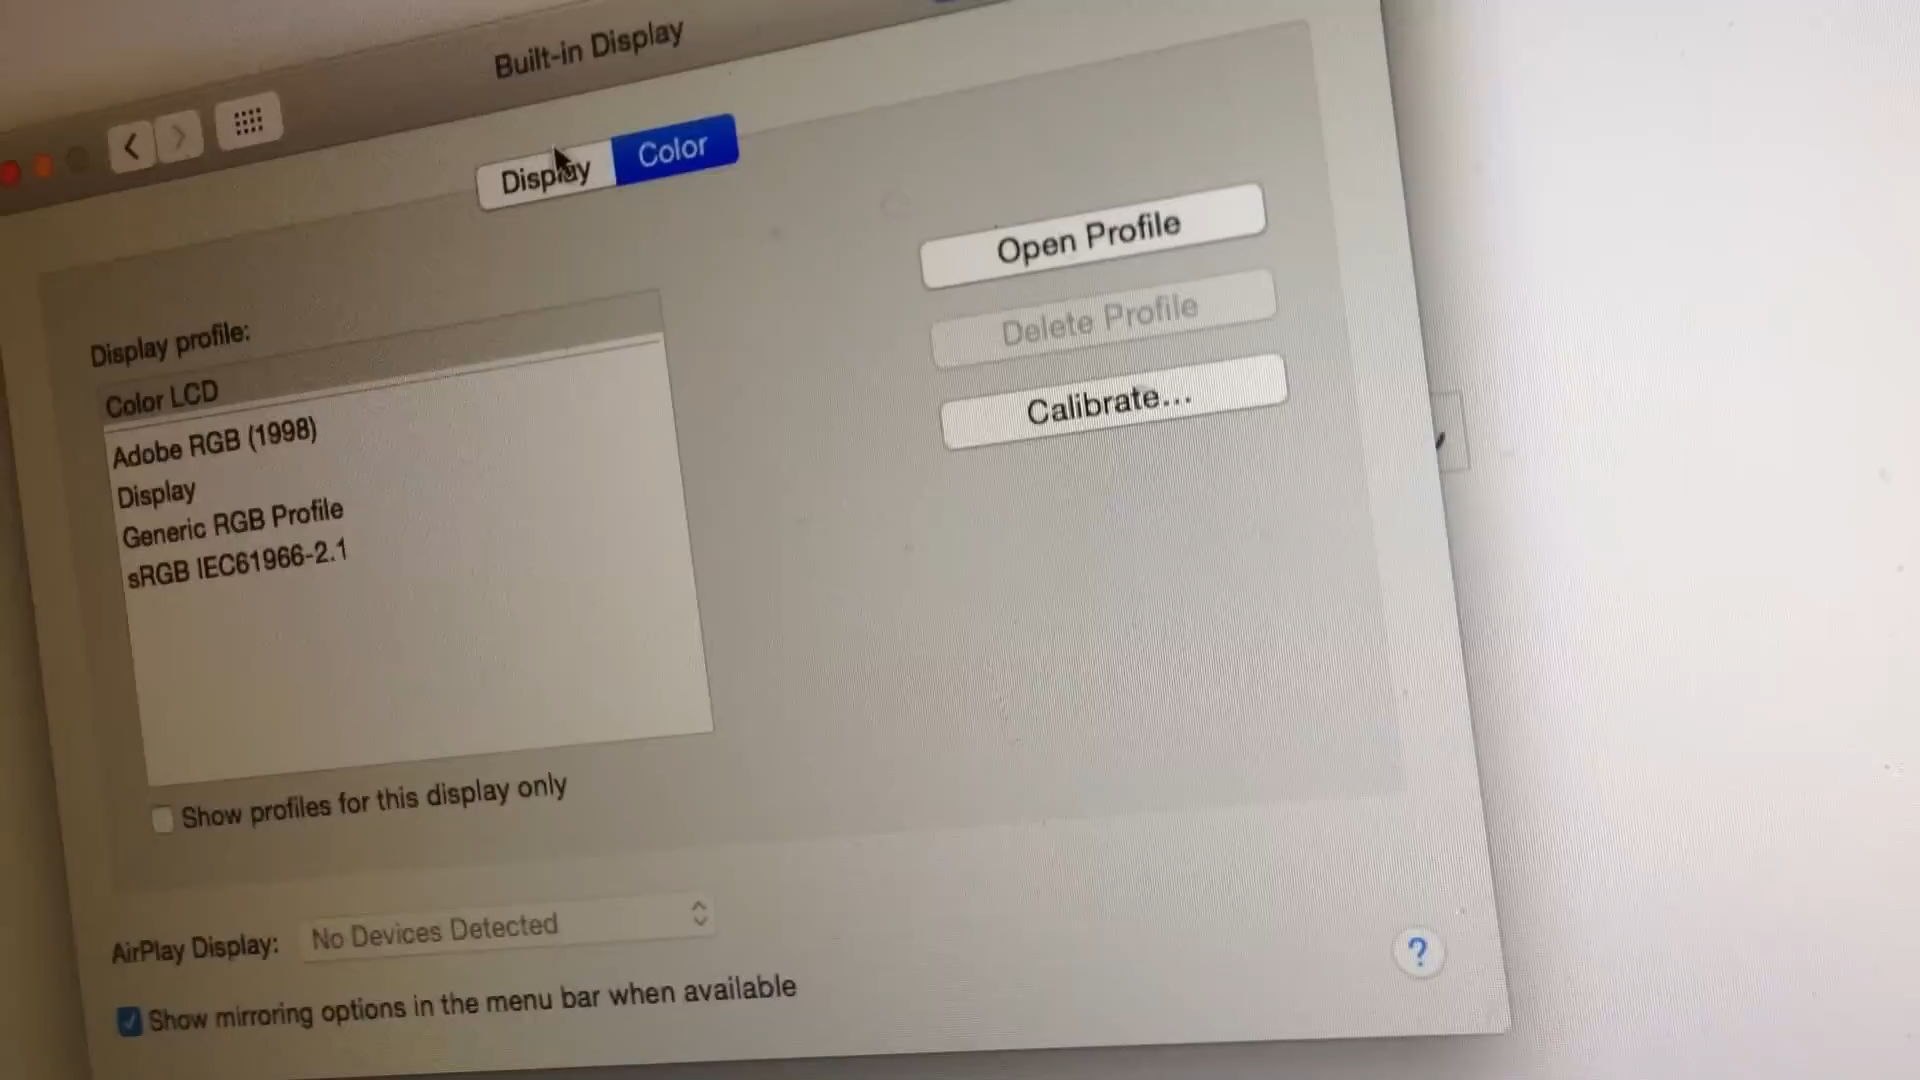 Built-in Display
Display
Color
Display profile:
Color LCD
Adobe RGB (1998)
Display
Generic RGB Profile
sRGB IEC61966-2.1
Open Profile
Delete Profile
Calibrate...
Show profiles for this display only
AirPlay Display:
No Devices Detected
Show mirroring options in the menu bar when available
?